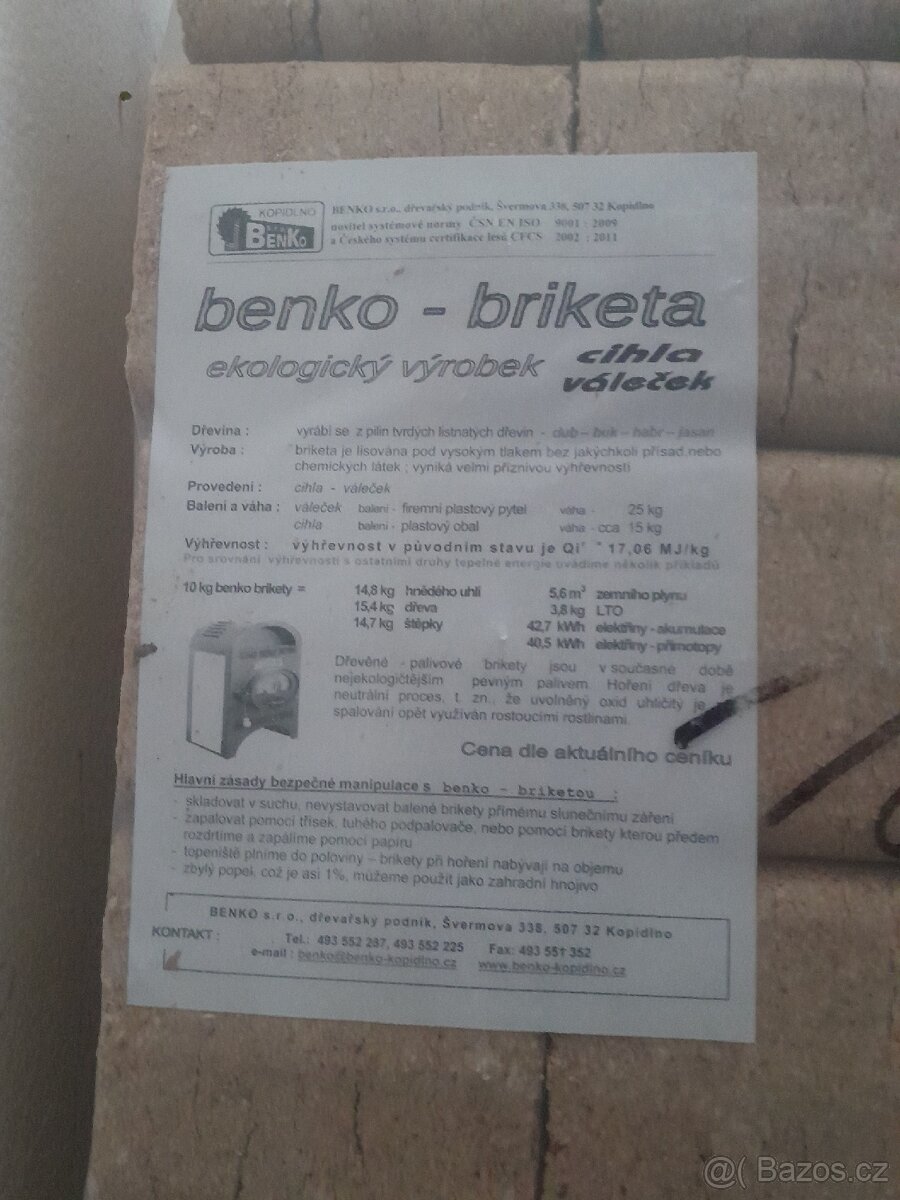 KOPIDLNO
BENKO
BENKO s.r.o., dřevařský podnik, Švermova 338, 507 32 Kopidlno
nositel systémové normy ČSN EN ISO 9001 : 2009
a Českého systému certifikace lesů CFCS 2002 : 2011
benko - briketa
ekologický výrobek
cihla
váleček
Dřevina : vyrábí se z pilin tvrdých listnatých dřevin - dub – buk – habr – jasan
Výroba : briketa je lisována pod vysokým tlakem bez jakýchkoli přísad nebo
chemických látek ; vyniká velmi příznivou vyhřevností
Provedení : cihla - váleček
Balení a váha : váleček balení - firemní plastový pytel váha - 25 kg
cihla balení - plastový obal váha - cca 15 kg
Výhřevnost : výhřevnost v původním stavu je Qi 17,06 MJ/kg
Pro srovnání výhřevnosti s ostatními druhy tepelné energie uvádíme několik příkladů
10 kg benko brikety = 14,8 kg hnědého uhlí 5,6 m³ zemního plynu
15,4 kg dřeva 3,8 kg LTO
14,7 kg štěpky 42,7 kWh elektřiny - akumulace
40,5 kWh elektřiny - přímotopy
Dřevěné - palivové brikety jsou v současné době
nejekologičtějším pevným palivem. Hoření dřeva je
neutrální proces, t. zn., že uvolněný oxid uhličitý je
spalování opět využíván rostoucími rostlinami.
Cena dle aktuálního ceníku
Hlavní zásady bezpečné manipulace s benko - briketou :
- skladovat v suchu, nevystavovat balené brikety přímému slunečnímu záření
- zapalovat pomocí třísek, tuhého podpalovače, nebo pomocí brikety kterou předem
rozdrtíme a zapálíme pomocí papíru
- topeniště plníme do poloviny – brikety při hoření nabývají na objemu
- zbylý popel, což je asi 1%, můžeme použít jako zahradní hnojivo
BENKO s.r.o., dřevařský podnik, Švermova 338, 507 32 Kopidlno
KONTAKT : Tel.: 493 552 287, 493 552 225 Fax: 493 551 352
e-mail : benko@benko-kopidlno.cz www.benko-kopidlno.cz
@( Bazos.cz